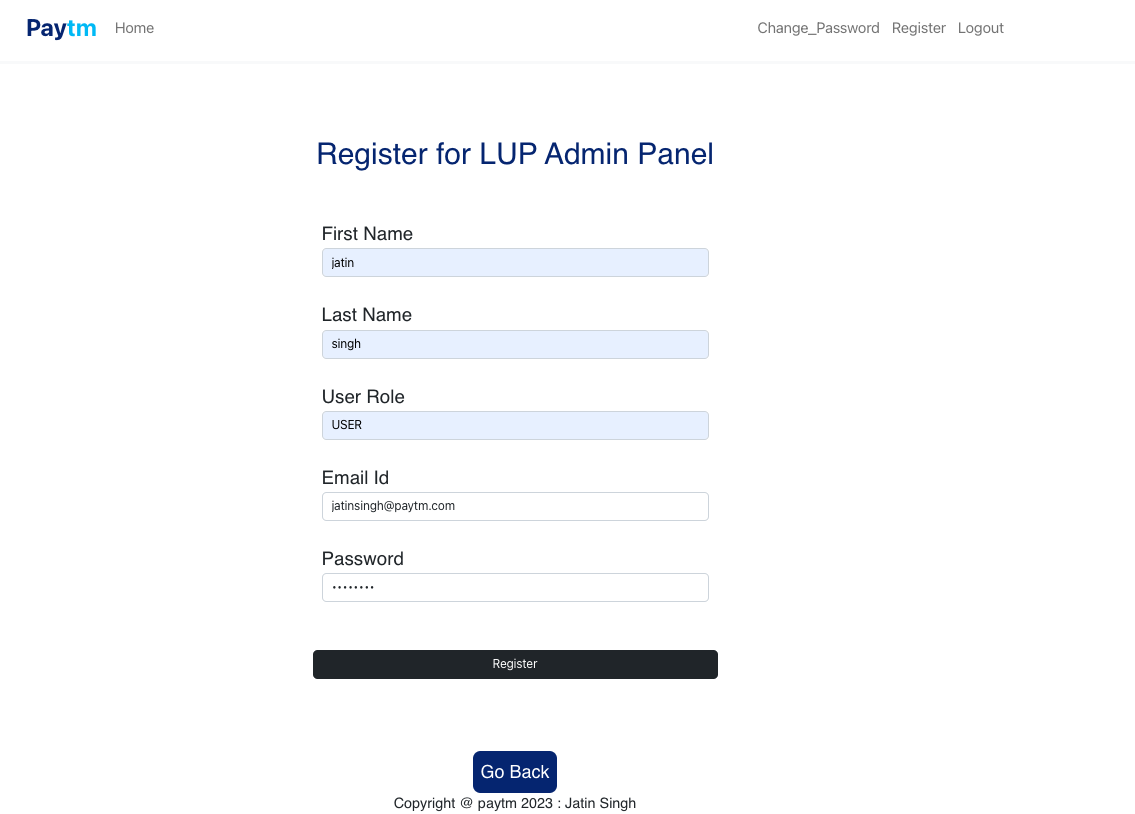 Paytm Home Change_Password Register Logout
Register for LUP Admin Panel
First Name
jatin
Last Name
singh
User Role
USER
Email Id
jatinsingh@paytm.com
Password
••••••••
Register
Go Back
Copyright @ paytm 2023 : Jatin Singh